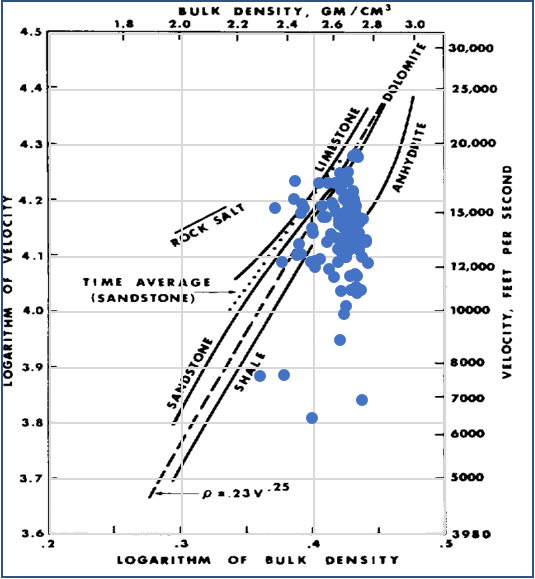 BULK DENSITY, GM/CM3
1.8 2.0 2.2 2.4 2.6 2.8 3.0
4.5
4.4
4.3
4.2
4.1
4.0
3.9
3.8
3.7
3.6
LOGARITHM OF VELOCITY
30,000
25,000
20,000
15,000
12,000
10000
8000
7000
6000
5000
3980
VELOCITY, FEET PER SECOND
DOLOMITE
LIMESTONE
ANHYDRITE
ROCK SALT
TIME AVERAGE
(SANDSTONE)
SANDSTONE
SHALE
ρ = .23V.25
.2 .3 .4 .5
LOGARITHM OF BULK DENSITY